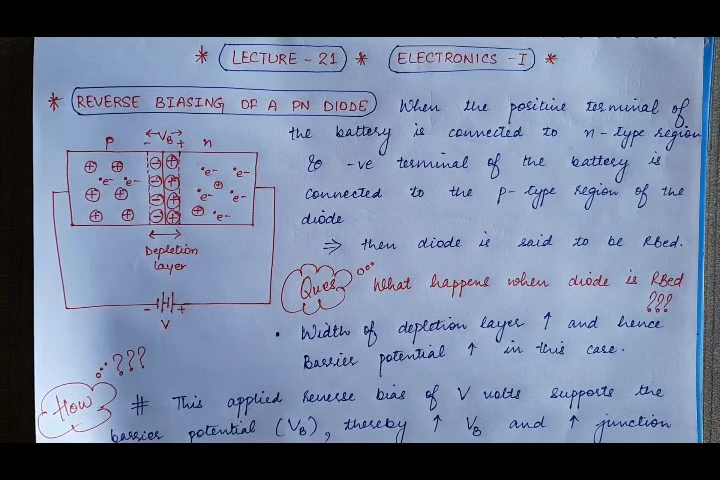 * LECTURE - 21 * ELECTRONICS - I *
* REVERSE BIASING OF A PN DIODE
When the positive terminal of
the battery is connected to n-type region
& -ve terminal of the battery is
connected to the p-type region of the
diode
⇒ then diode is said to be RBed.
P - VB + n
+ + - + e- e-
e- e- - + +
+ + - + e- e-
+ + - + + e-
Depletion
layer
- +
V
Ques What happens when diode is RBed
???
• Width of depletion layer ↑ and hence
Barrier potential ↑ in this case.
???
How # This applied reverse bias of V volts supports the
barrier potential (VB), thereby ↑ VB and ↑ junction